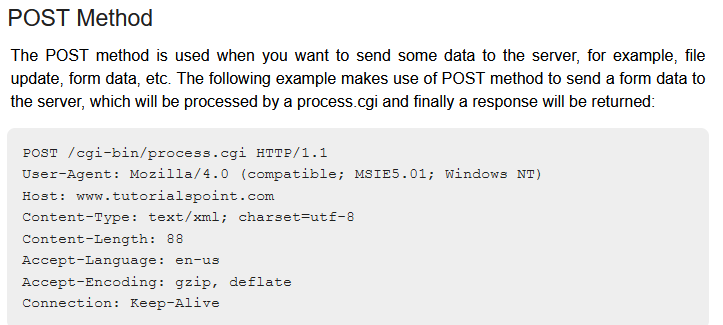 POST Method
The POST method is used when you want to send some data to the server, for example, file
update, form data, etc. The following example makes use of POST method to send a form data to
the server, which will be processed by a process.cgi and finally a response will be returned:
POST /cgi-bin/process.cgi HTTP/1.1
User-Agent: Mozilla/4.0 (compatible; MSIE5.01; Windows NT)
Host: www.tutorialspoint.com
Content-Type: text/xml; charset=utf-8
Content-Length: 88
Accept-Language: en-us
Accept-Encoding: gzip, deflate
Connection: Keep-Alive